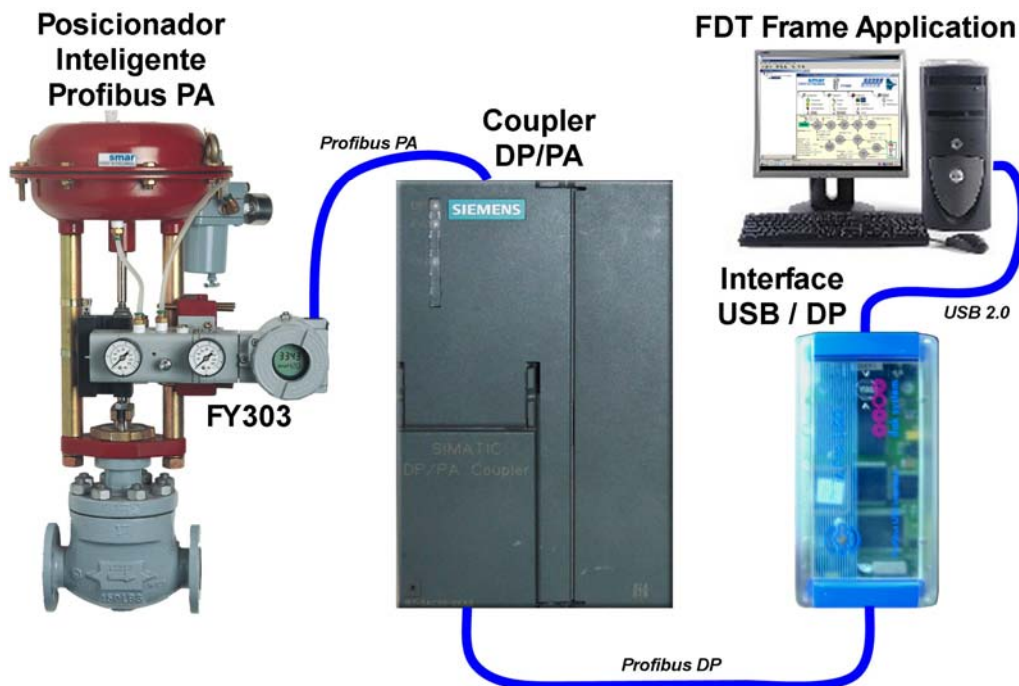 Posicionador
Inteligente
Profibus PA
smar
FY303
Profibus PA
Coupler
DP/PA
SIEMENS
SIMATIC
DP/PA Coupler
Profibus DP
FDT Frame Application
smar
Interface
USB / DP
USB 2.0